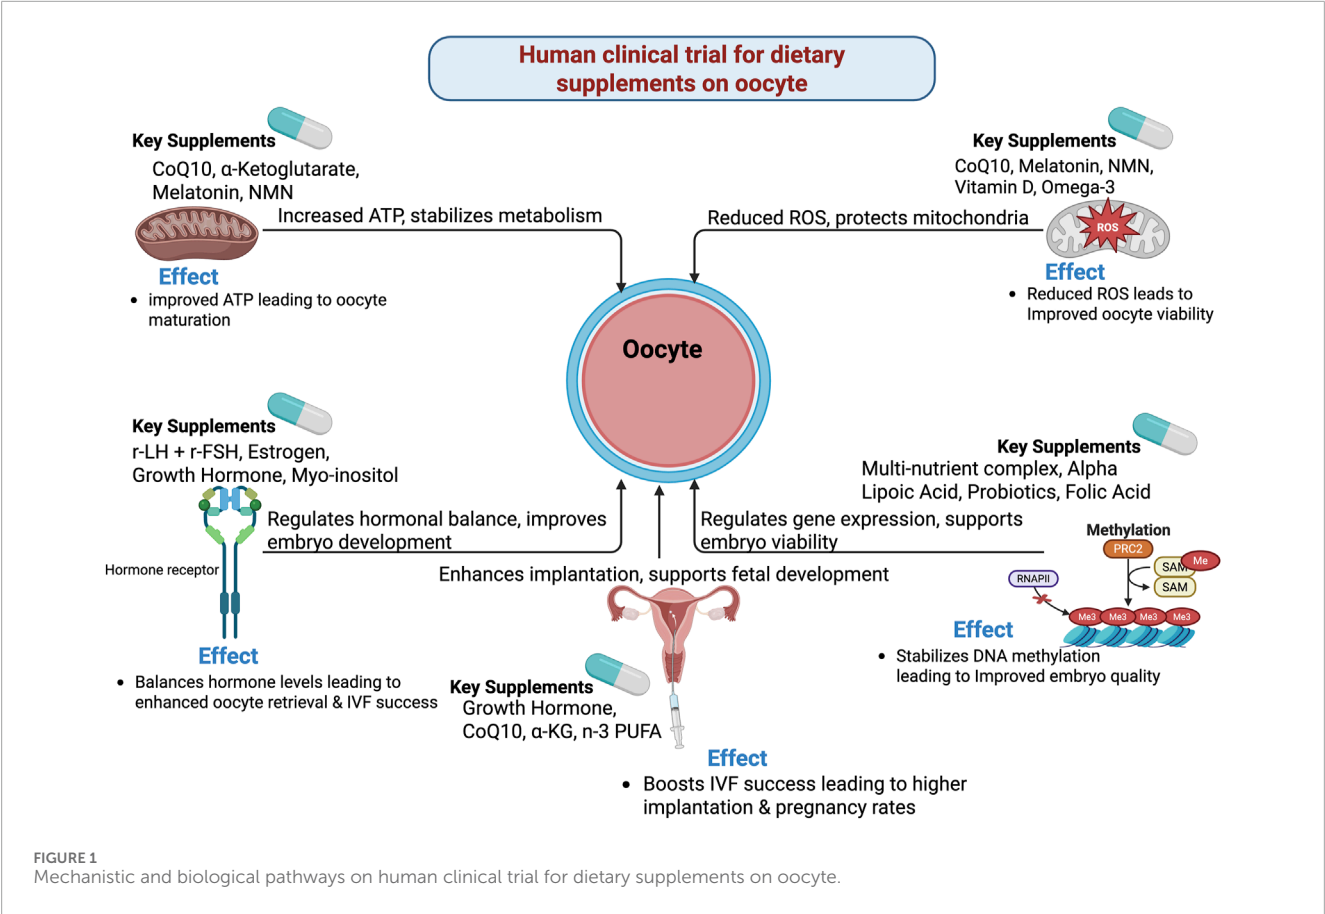 Human clinical trial for dietary
supplements on oocyte
Key Supplements
CoQ10, α-Ketoglutarate,
Melatonin, NMN
Increased ATP, stabilizes metabolism
Effect
• improved ATP leading to oocyte
maturation
Key Supplements
CoQ10, Melatonin, NMN,
Vitamin D, Omega-3
Reduced ROS, protects mitochondria
ROS
Effect
• Reduced ROS leads to
Improved oocyte viability
Oocyte
Key Supplements
r-LH + r-FSH, Estrogen,
Growth Hormone, Myo-inositol
Regulates hormonal balance, improves
embryo development
Hormone receptor
Effect
• Balances hormone levels leading to
enhanced oocyte retrieval & IVF success
Key Supplements
Multi-nutrient complex, Alpha
Lipoic Acid, Probiotics, Folic Acid
Regulates gene expression, supports
embryo viability
Methylation
PRC2
SAM
Me
SAM
RNAPII
Me3 Me3 Me3 Me3
Effect
• Stabilizes DNA methylation
leading to Improved embryo quality
Enhances implantation, supports fetal development
Key Supplements
Growth Hormone,
CoQ10, α-KG, n-3 PUFA
Effect
• Boosts IVF success leading to higher
implantation & pregnancy rates
FIGURE 1
Mechanistic and biological pathways on human clinical trial for dietary supplements on oocyte.